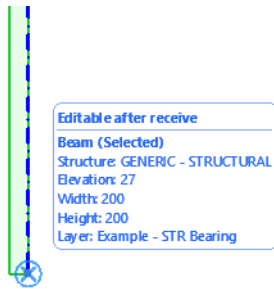 Editable after receive
Beam (Selected)
Structure: GENERIC - STRUCTURAL
Elevation: 27
Width: 200
Height: 200
Layer: Example - STR Bearing